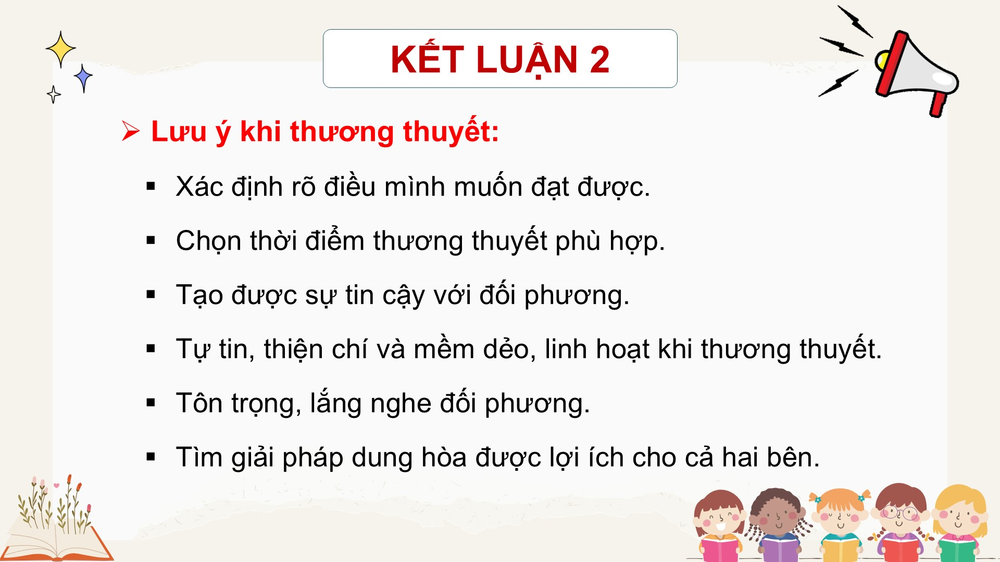 KẾT LUẬN 2
Lưu ý khi thương thuyết:
Xác định rõ điều mình muốn đạt được.
Chọn thời điểm thương thuyết phù hợp.
Tạo được sự tin cậy với đối phương.
Tự tin, thiện chí và mềm dẻo, linh hoạt khi thương thuyết.
Tôn trọng, lắng nghe đối phương.
Tìm giải pháp dung hòa được lợi ích cho cả hai bên.